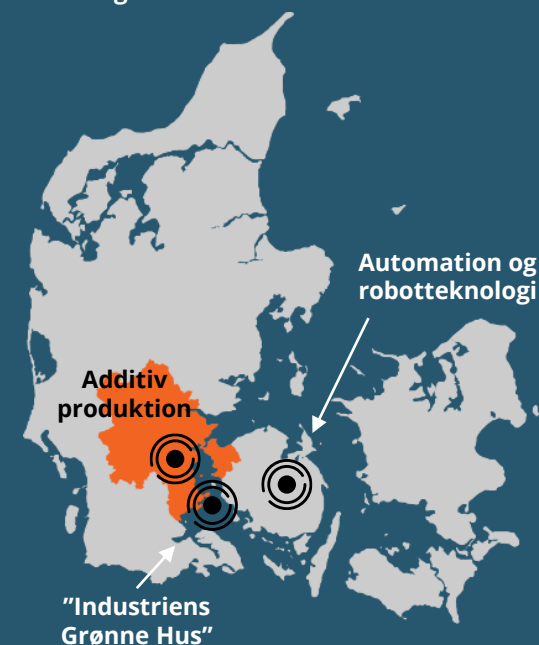 Automation og
robotteknologi
Additiv
produktion
”Industriens
Grønne Hus”